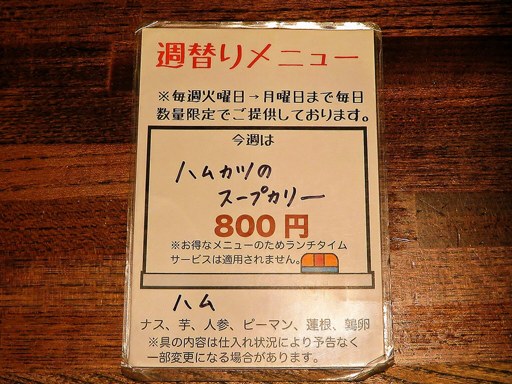 週替りメニュー
※毎週火曜日→月曜日まで毎日
数量限定でご提供しております。
今週は
ハムカツの
スープカリー
800円
※お得なメニューのためランチタイム
サービスは適用されません。
ハム
ナス、芋、人参、ピーマン、蓮根、鶉卵
※具の内容は仕入れ状況により予告なく
一部変更になる場合があります。